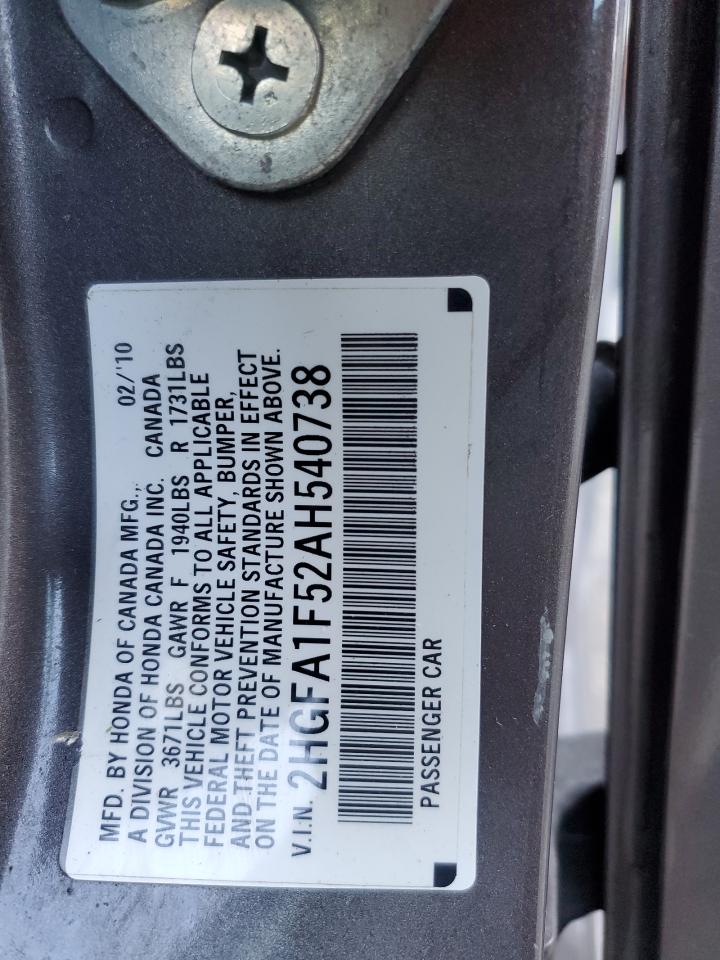 MFD. BY HONDA OF CANADA MFG., 02/'10
A DIVISION OF HONDA CANADA INC. CANADA
GVWR 3671LBS GAWR F 1940LBS R 1731LBS
THIS VEHICLE CONFORMS TO ALL APPLICABLE
FEDERAL MOTOR VEHICLE SAFETY, BUMPER,
AND THEFT PREVENTION STANDARDS IN EFFECT
ON THE DATE OF MANUFACTURE SHOWN ABOVE.
V.I.N. 2HGFA1F52AH540738
PASSENGER CAR